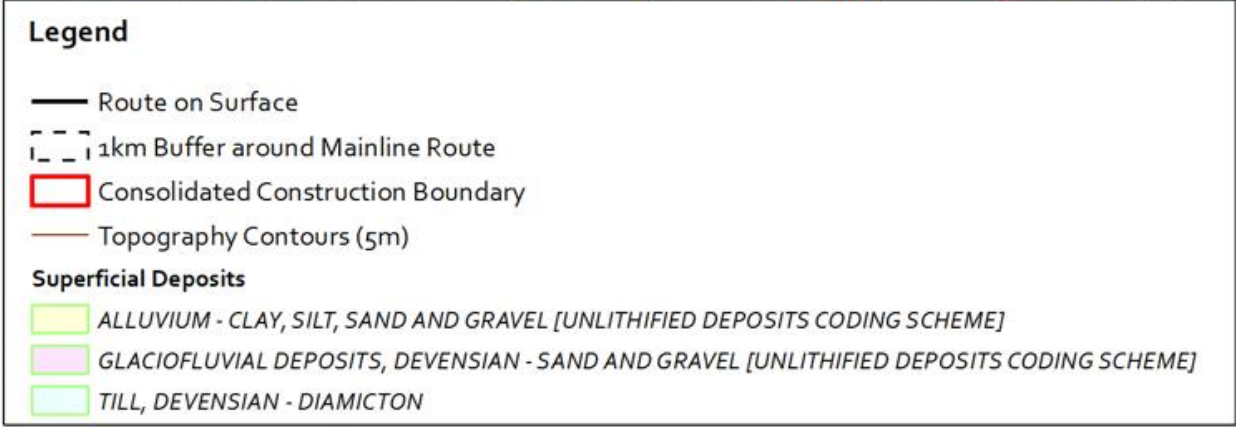 Legend
Route on Surface
1km Buffer around Mainline Route
Consolidated Construction Boundary
Topography Contours (5m)
Superficial Deposits
ALLUVIUM - CLAY, SILT, SAND AND GRAVEL [UNLITHIFIED DEPOSITS CODING SCHEME]
GLACIOFLUVIAL DEPOSITS, DEVENSIAN - SAND AND GRAVEL [UNLITHIFIED DEPOSITS CODING SCHEME]
TILL, DEVENSIAN - DIAMICTON